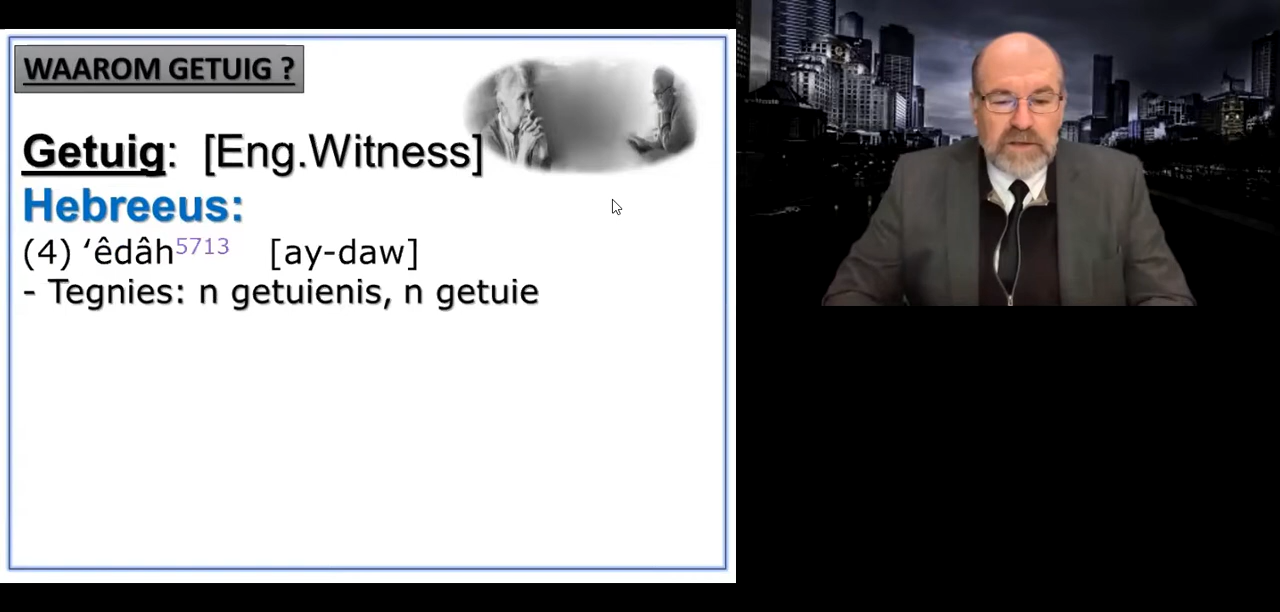 WAAROM GETUIG ?
Getuig: [Eng.Witness]
Hebreeus:
(4) ‘êdâh5713 [ay-daw]
- Tegnies: n getuienis, n getuie